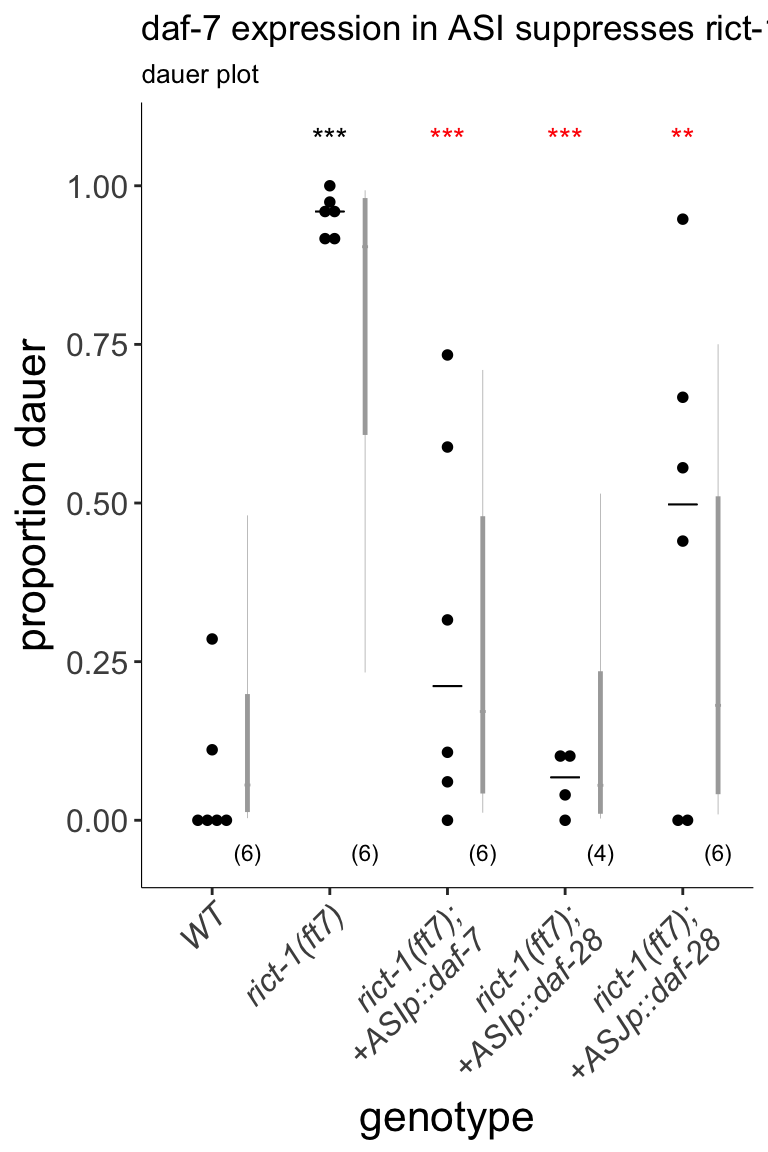 daf-7 expression in ASI suppresses rict-
dauer plot
*** *** *** **
1.00
0.75
0.50
0.25
0.00
proportion dauer
(6) (6) (6) (4) (6)
WT
rict-1(ft7)
rict-1(ft7);
+ASIp::daf-7
rict-1(ft7);
+ASIp::daf-28
rict-1(ft7);
+ASJp::daf-28
genotype